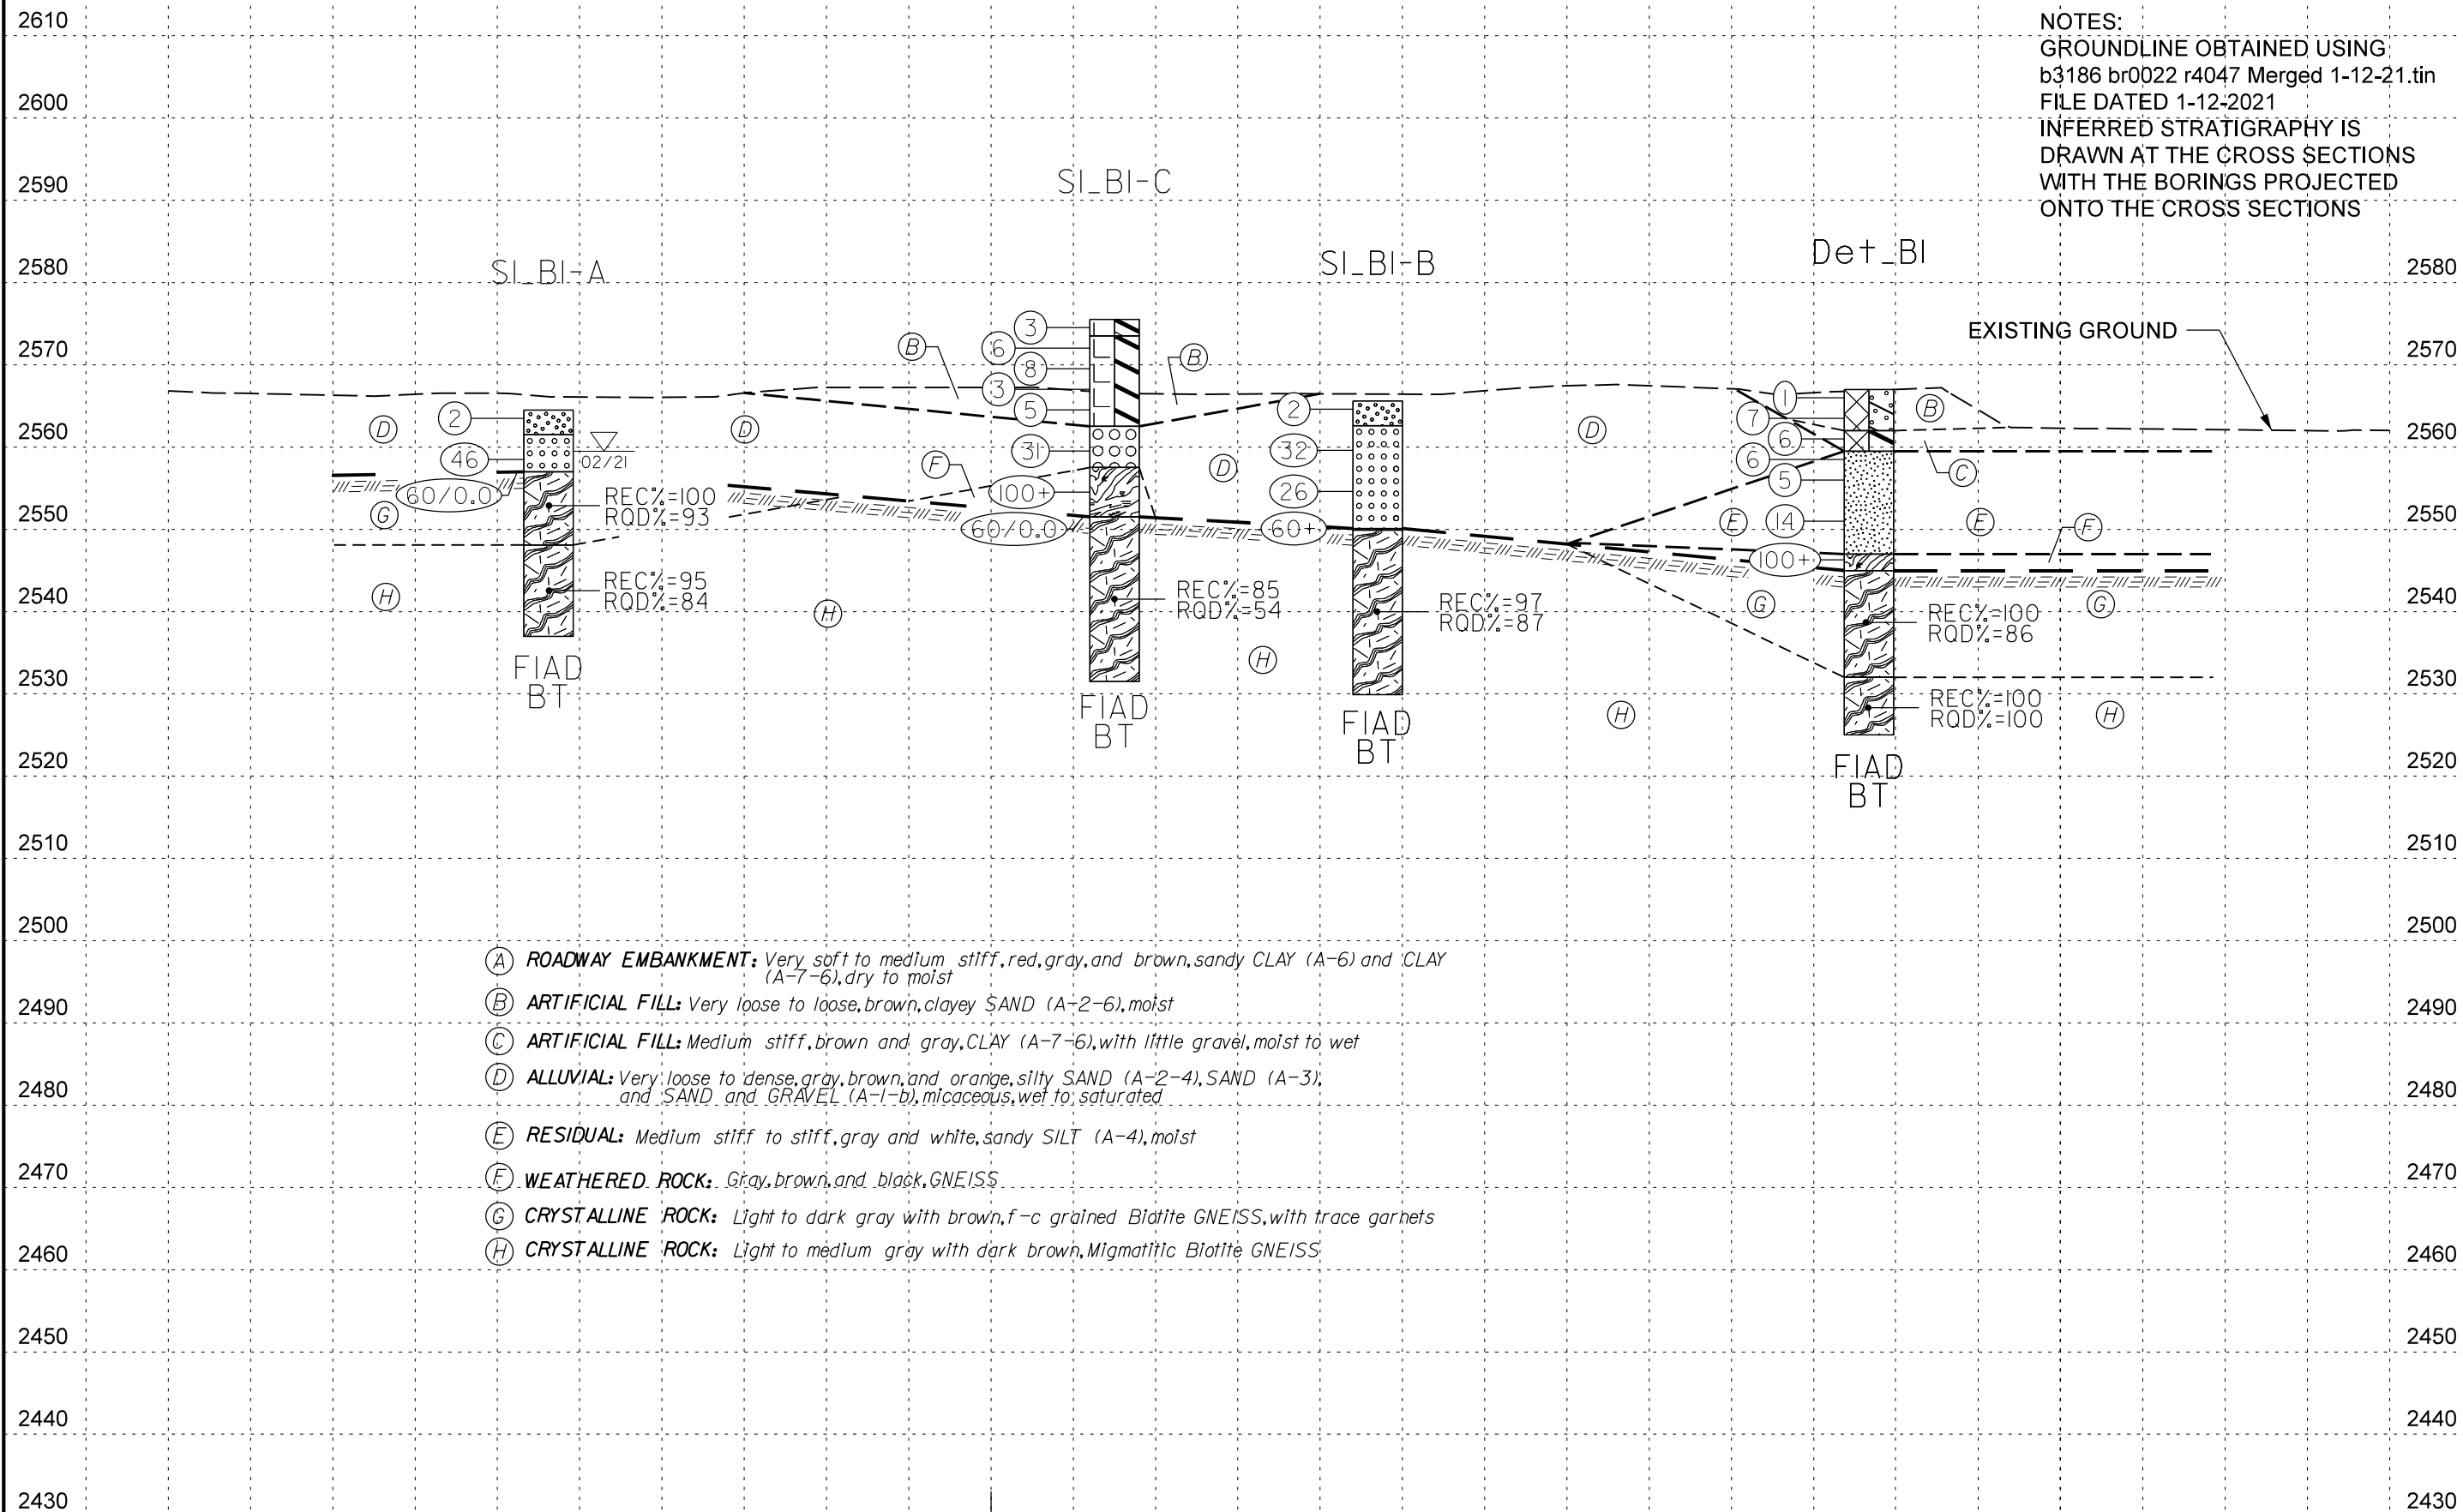 2610
NOTES:
GROUNDLINE OBTAINED USING
b3186 br0022 r4047 Merged 1-12-21.tin
FILE DATED 1-12-2021
INFERRED STRATIGRAPHY IS
DRAWN AT THE CROSS SECTIONS
WITH THE BORINGS PROJECTED
ONTO THE CROSS SECTIONS
2600
2590
SI_BI-C
2580
SI_BI-A
SI_BI-B
Det_BI
2580
EXISTING GROUND
2570
B
3
6
8
3
5
B
2570
2560
D
2
46
60/0.0
02/21
D
F
31
100+
60/0.0
D
2
32
26
60+
D
1
7
6
6
5
14
100+
B
C
2560
2550
G
REC%=100
RQD%=93
E
E
F
2550
2540
H
REC%=95
RQD%=84
H
REC%=85
RQD%=54
REC%=97
RQD%=87
G
REC%=100
RQD%=86
G
2540
2530
FIAD
BT
H
FIAD
BT
FIAD
BT
H
REC%=100
RQD%=100
H
2530
2520
FIAD
BT
2520
2510
2510
2500
2500
A ROADWAY EMBANKMENT: Very soft to medium stiff, red, gray, and brown, sandy CLAY (A-6) and CLAY
(A-7-6), dry to moist
2490
B ARTIFICIAL FILL: Very loose to loose, brown, clayey SAND (A-2-6), moist
2490
C ARTIFICIAL FILL: Medium stiff, brown and gray, CLAY (A-7-6), with little gravel, moist to wet
2480
D ALLUVIAL: Very loose to dense, gray, brown, and orange, silty SAND (A-2-4), SAND (A-3),
and SAND and GRAVEL (A-1-b), micaceous, wet to saturated
2480
E RESIDUAL: Medium stiff to stiff, gray and white, sandy SILT (A-4), moist
2470
F WEATHERED ROCK: Gray, brown, and black, GNEISS
2470
G CRYSTALLINE ROCK: Light to dark gray with brown, f-c grained Biotite GNEISS, with trace garnets
2460
H CRYSTALLINE ROCK: Light to medium gray with dark brown, Migmatitic Biotite GNEISS
2460
2450
2450
2440
2440
2430
2430